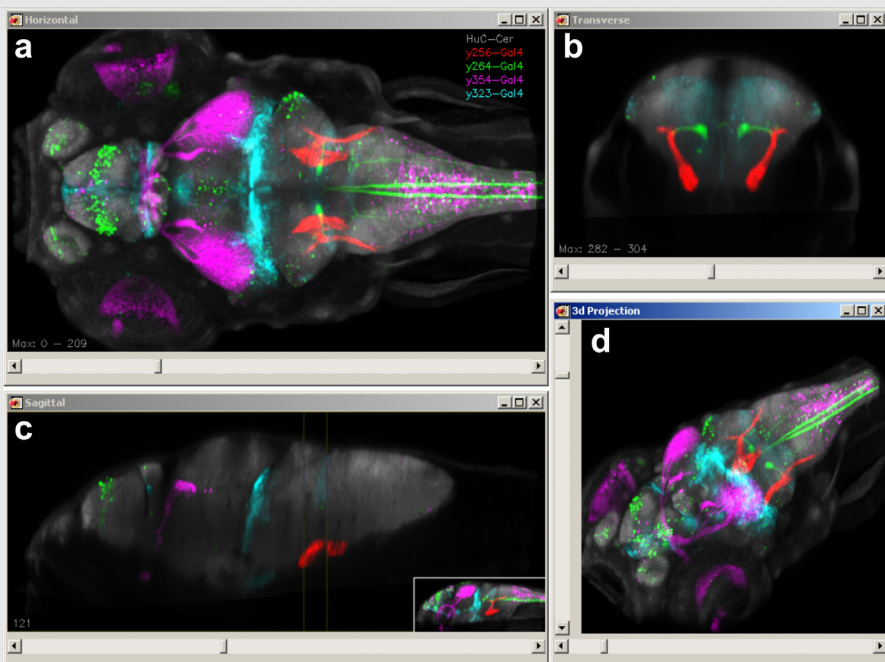 Horizontal
a
HuC-Cer
y256-Gal4
y264-Gal4
y354-Gal4
y323-Gal4
Max: 0 - 209
Transverse
b
Max: 282 - 304
Sagittal
c
121
3d Projection
d